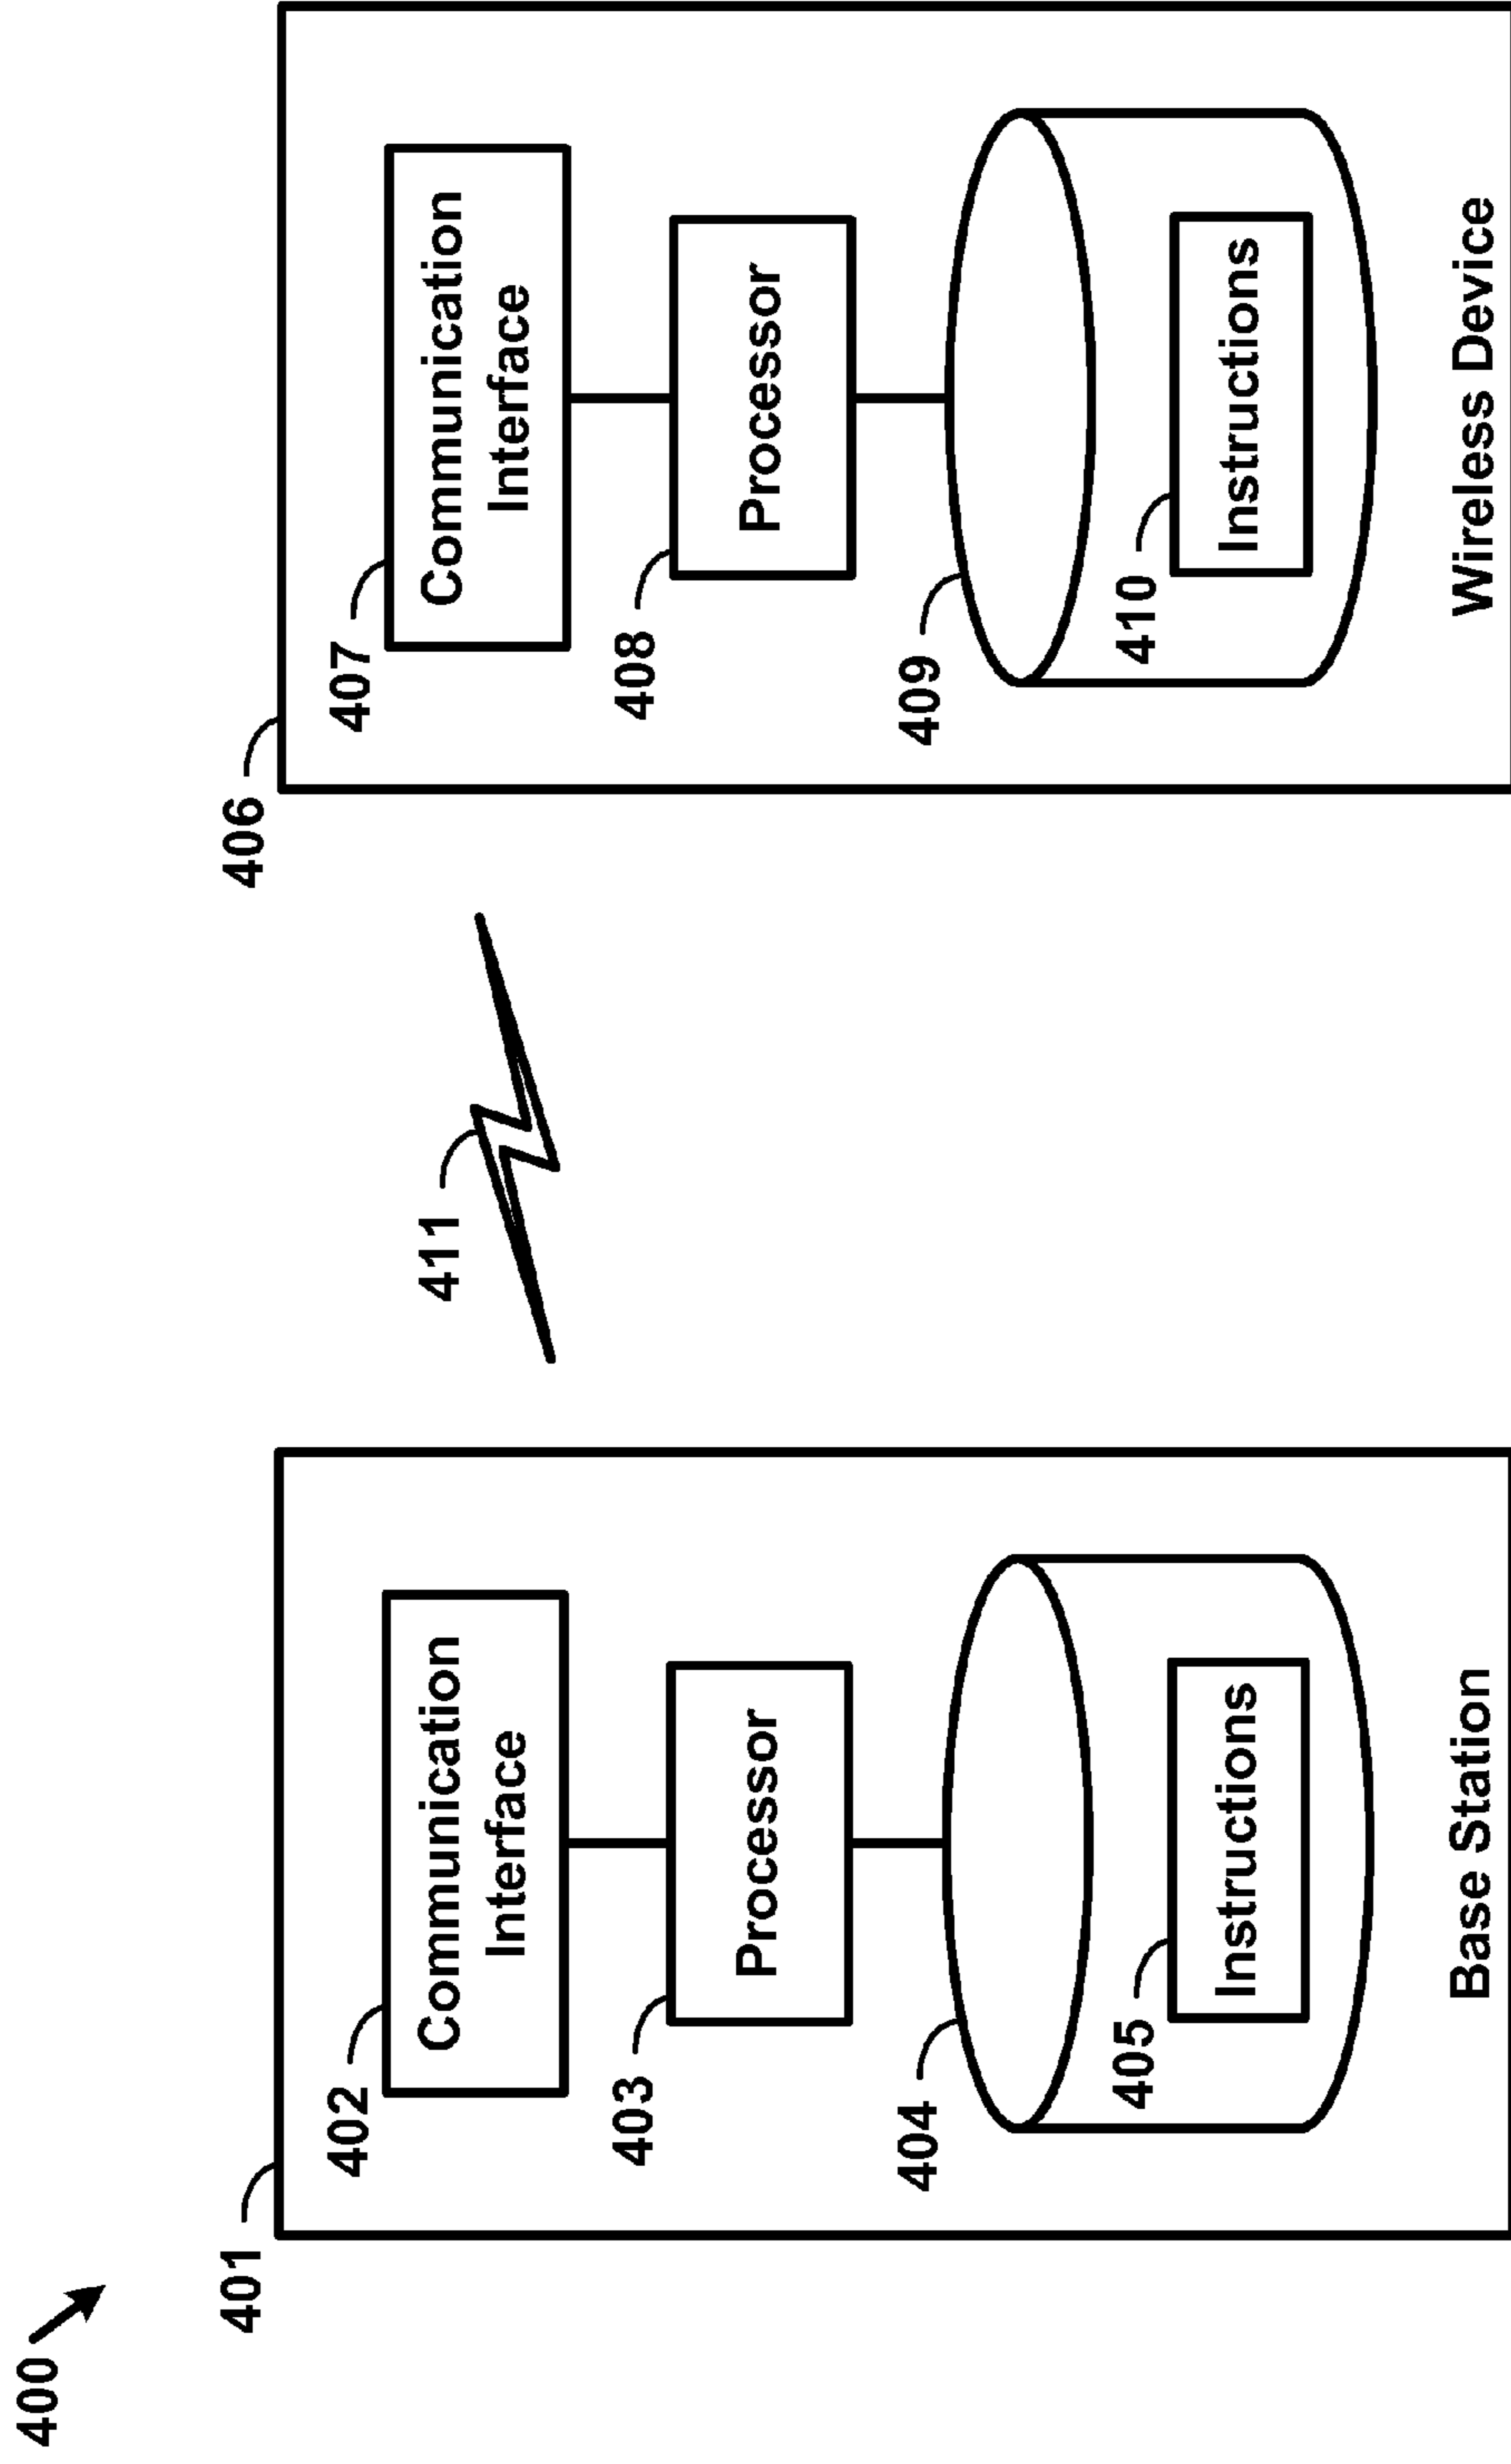 400
401
402
Communication
Interface
403
Processor
404
405
Instructions
Base Station
411
406
407
Communication
Interface
408
Processor
409
410
Instructions
Wireless Device